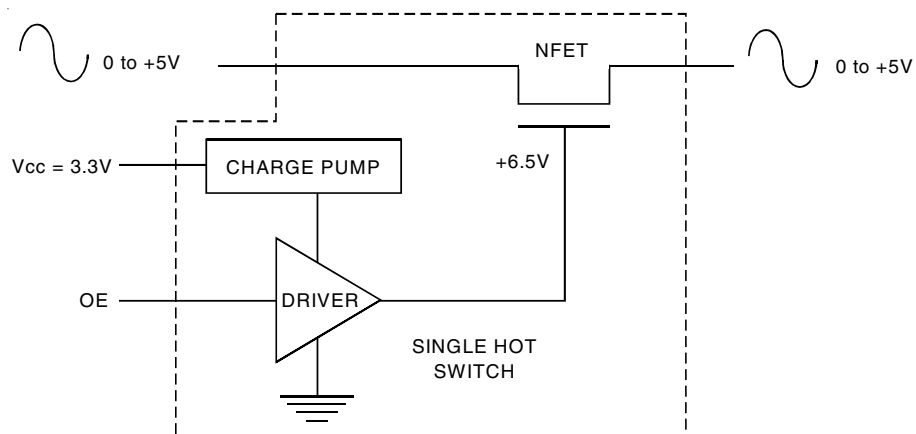 NFET
0 to +5V
0 to +5V
Vcc = 3.3V
CHARGE PUMP
+6.5V
OE
DRIVER
SINGLE HOT
SWITCH